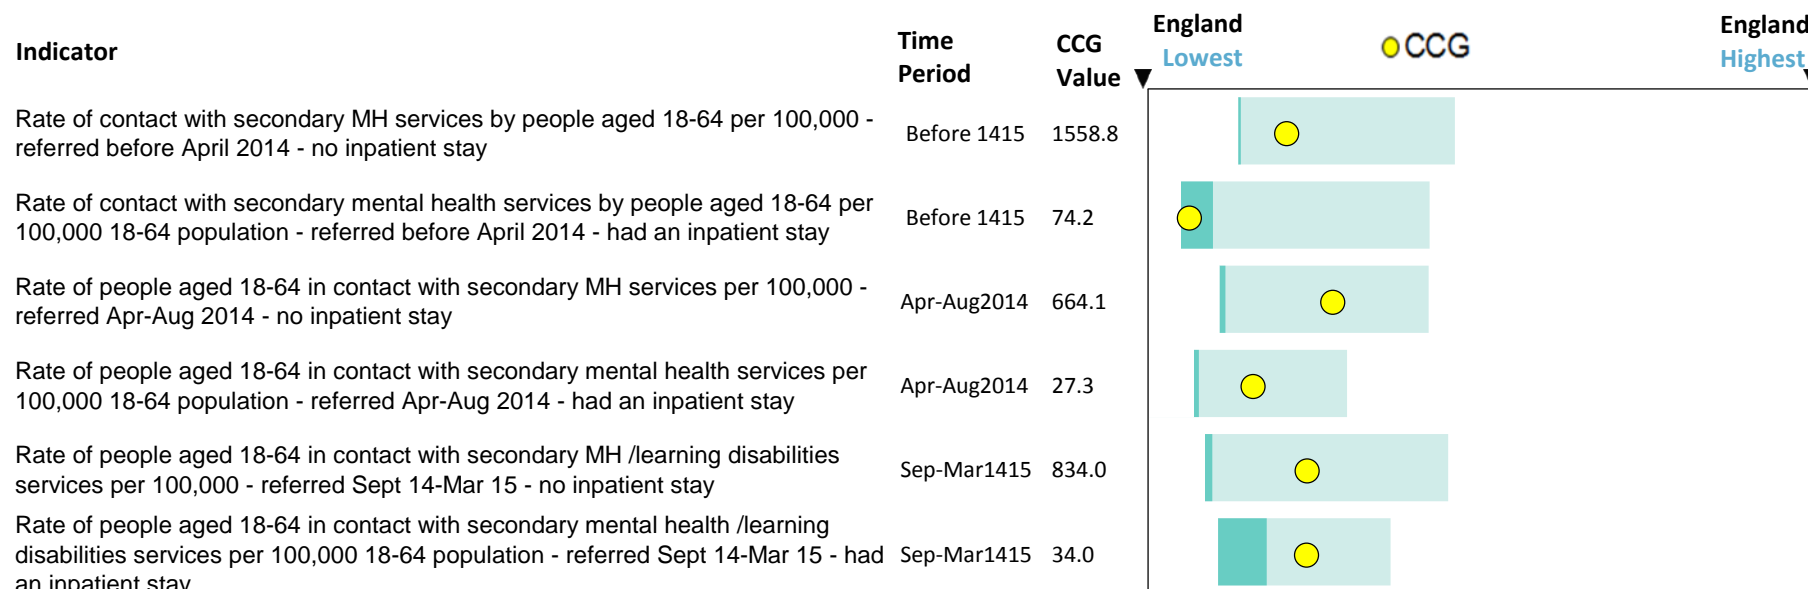 Indicator
Time Period
CCG Value
England Lowest
CCG
England Highest
Rate of contact with secondary MH services by people aged 18-64 per 100,000 -
referred before April 2014 - no inpatient stay
Before 1415 1558.8
Rate of contact with secondary mental health services by people aged 18-64 per
100,000 18-64 population - referred before April 2014 - had an inpatient stay
Before 1415 74.2
Rate of people aged 18-64 in contact with secondary MH services per 100,000 -
referred Apr-Aug 2014 - no inpatient stay
Apr-Aug2014 664.1
Rate of people aged 18-64 in contact with secondary mental health services per
100,000 18-64 population - referred Apr-Aug 2014 - had an inpatient stay
Apr-Aug2014 27.3
Rate of people aged 18-64 in contact with secondary MH /learning disabilities
services per 100,000 - referred Sept 14-Mar 15 - no inpatient stay
Sep-Mar1415 834.0
Rate of people aged 18-64 in contact with secondary mental health /learning
disabilities services per 100,000 18-64 population - referred Sept 14-Mar 15 - had
an inpatient stay
Sep-Mar1415 34.0